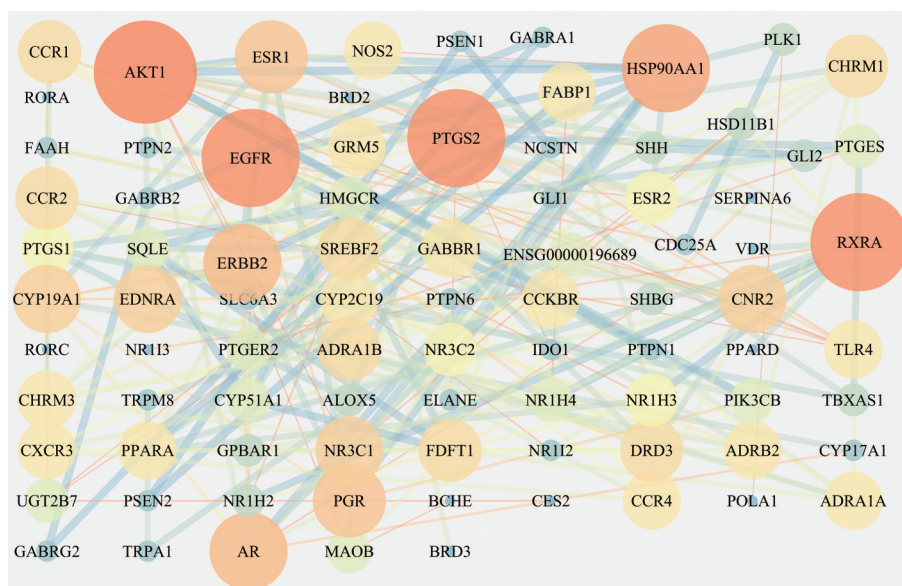 CCR1
AKT1
ESR1
NOS2
PSEN1
GABRA1
HSP90AA1
PLK1
CHRM1
RORA
BRD2
FABP1
HSD11B1
FAAH
PTPN2
EGFR
GRM5
PTGS2
NCSTN
SHH
GLI2
PTGES
CCR2
GABRB2
HMGCR
GLI1
ESR2
SERPINA6
RXRA
PTGS1
SQLE
ERBB2
SREBF2
GABBR1
ENSG00000196689
CDC25A
VDR
CYP19A1
EDNRA
SLC6A3
CYP2C19
PTPN6
CCKBR
SHBG
CNR2
RORC
NR1I3
PTGER2
ADRA1B
NR3C2
IDO1
PTPN1
PPARD
TLR4
CHRM3
TRPM8
CYP51A1
ALOX5
ELANE
NR1H4
NR1H3
PIK3CB
TBXAS1
CXCR3
PPARA
GPBAR1
NR3C1
FDFT1
NR1I2
DRD3
ADRB2
CYP17A1
UGT2B7
PSEN2
NR1H2
PGR
BCHE
CES2
CCR4
POLA1
ADRA1A
GABRG2
TRPA1
AR
MAOB
BRD3